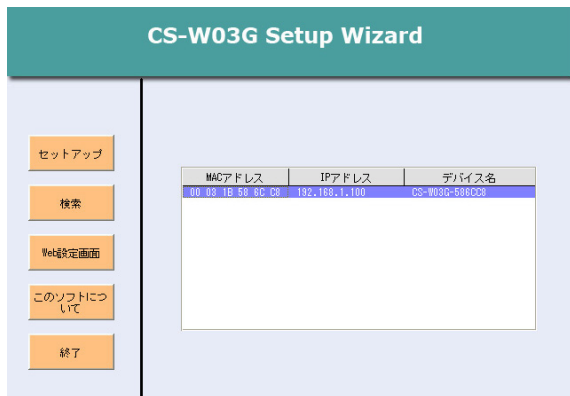 CS-W03G Setup Wizard
セットアップ
検索
Web設定画面
このソフトにつ
いて
終了
MACアドレス IPアドレス デバイス名
00 03 1B 58 6C C8 192.168.1.100 CS-W03G-586CC8